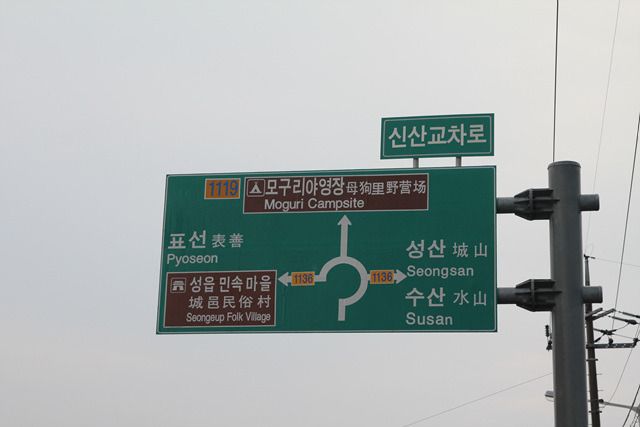 신산교차로
1119
모구리야영장 母狗里野营场
Moguri Campsite
표선 表善
Pyoseon
성읍 민속 마을
城邑民俗村
Seongeup Folk Village
1136
1136
성산 城山
Seongsan
수산 水山
Susan